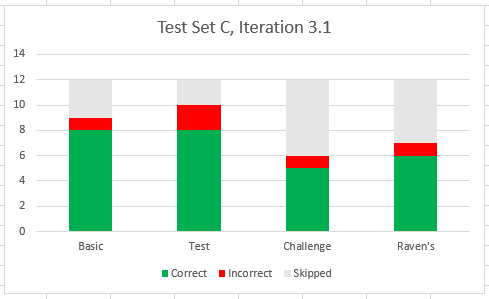 Test Set C, Iteration 3.1
14
12
10
8
6
4
2
0
Basic Test Challenge Raven's
Correct Incorrect Skipped